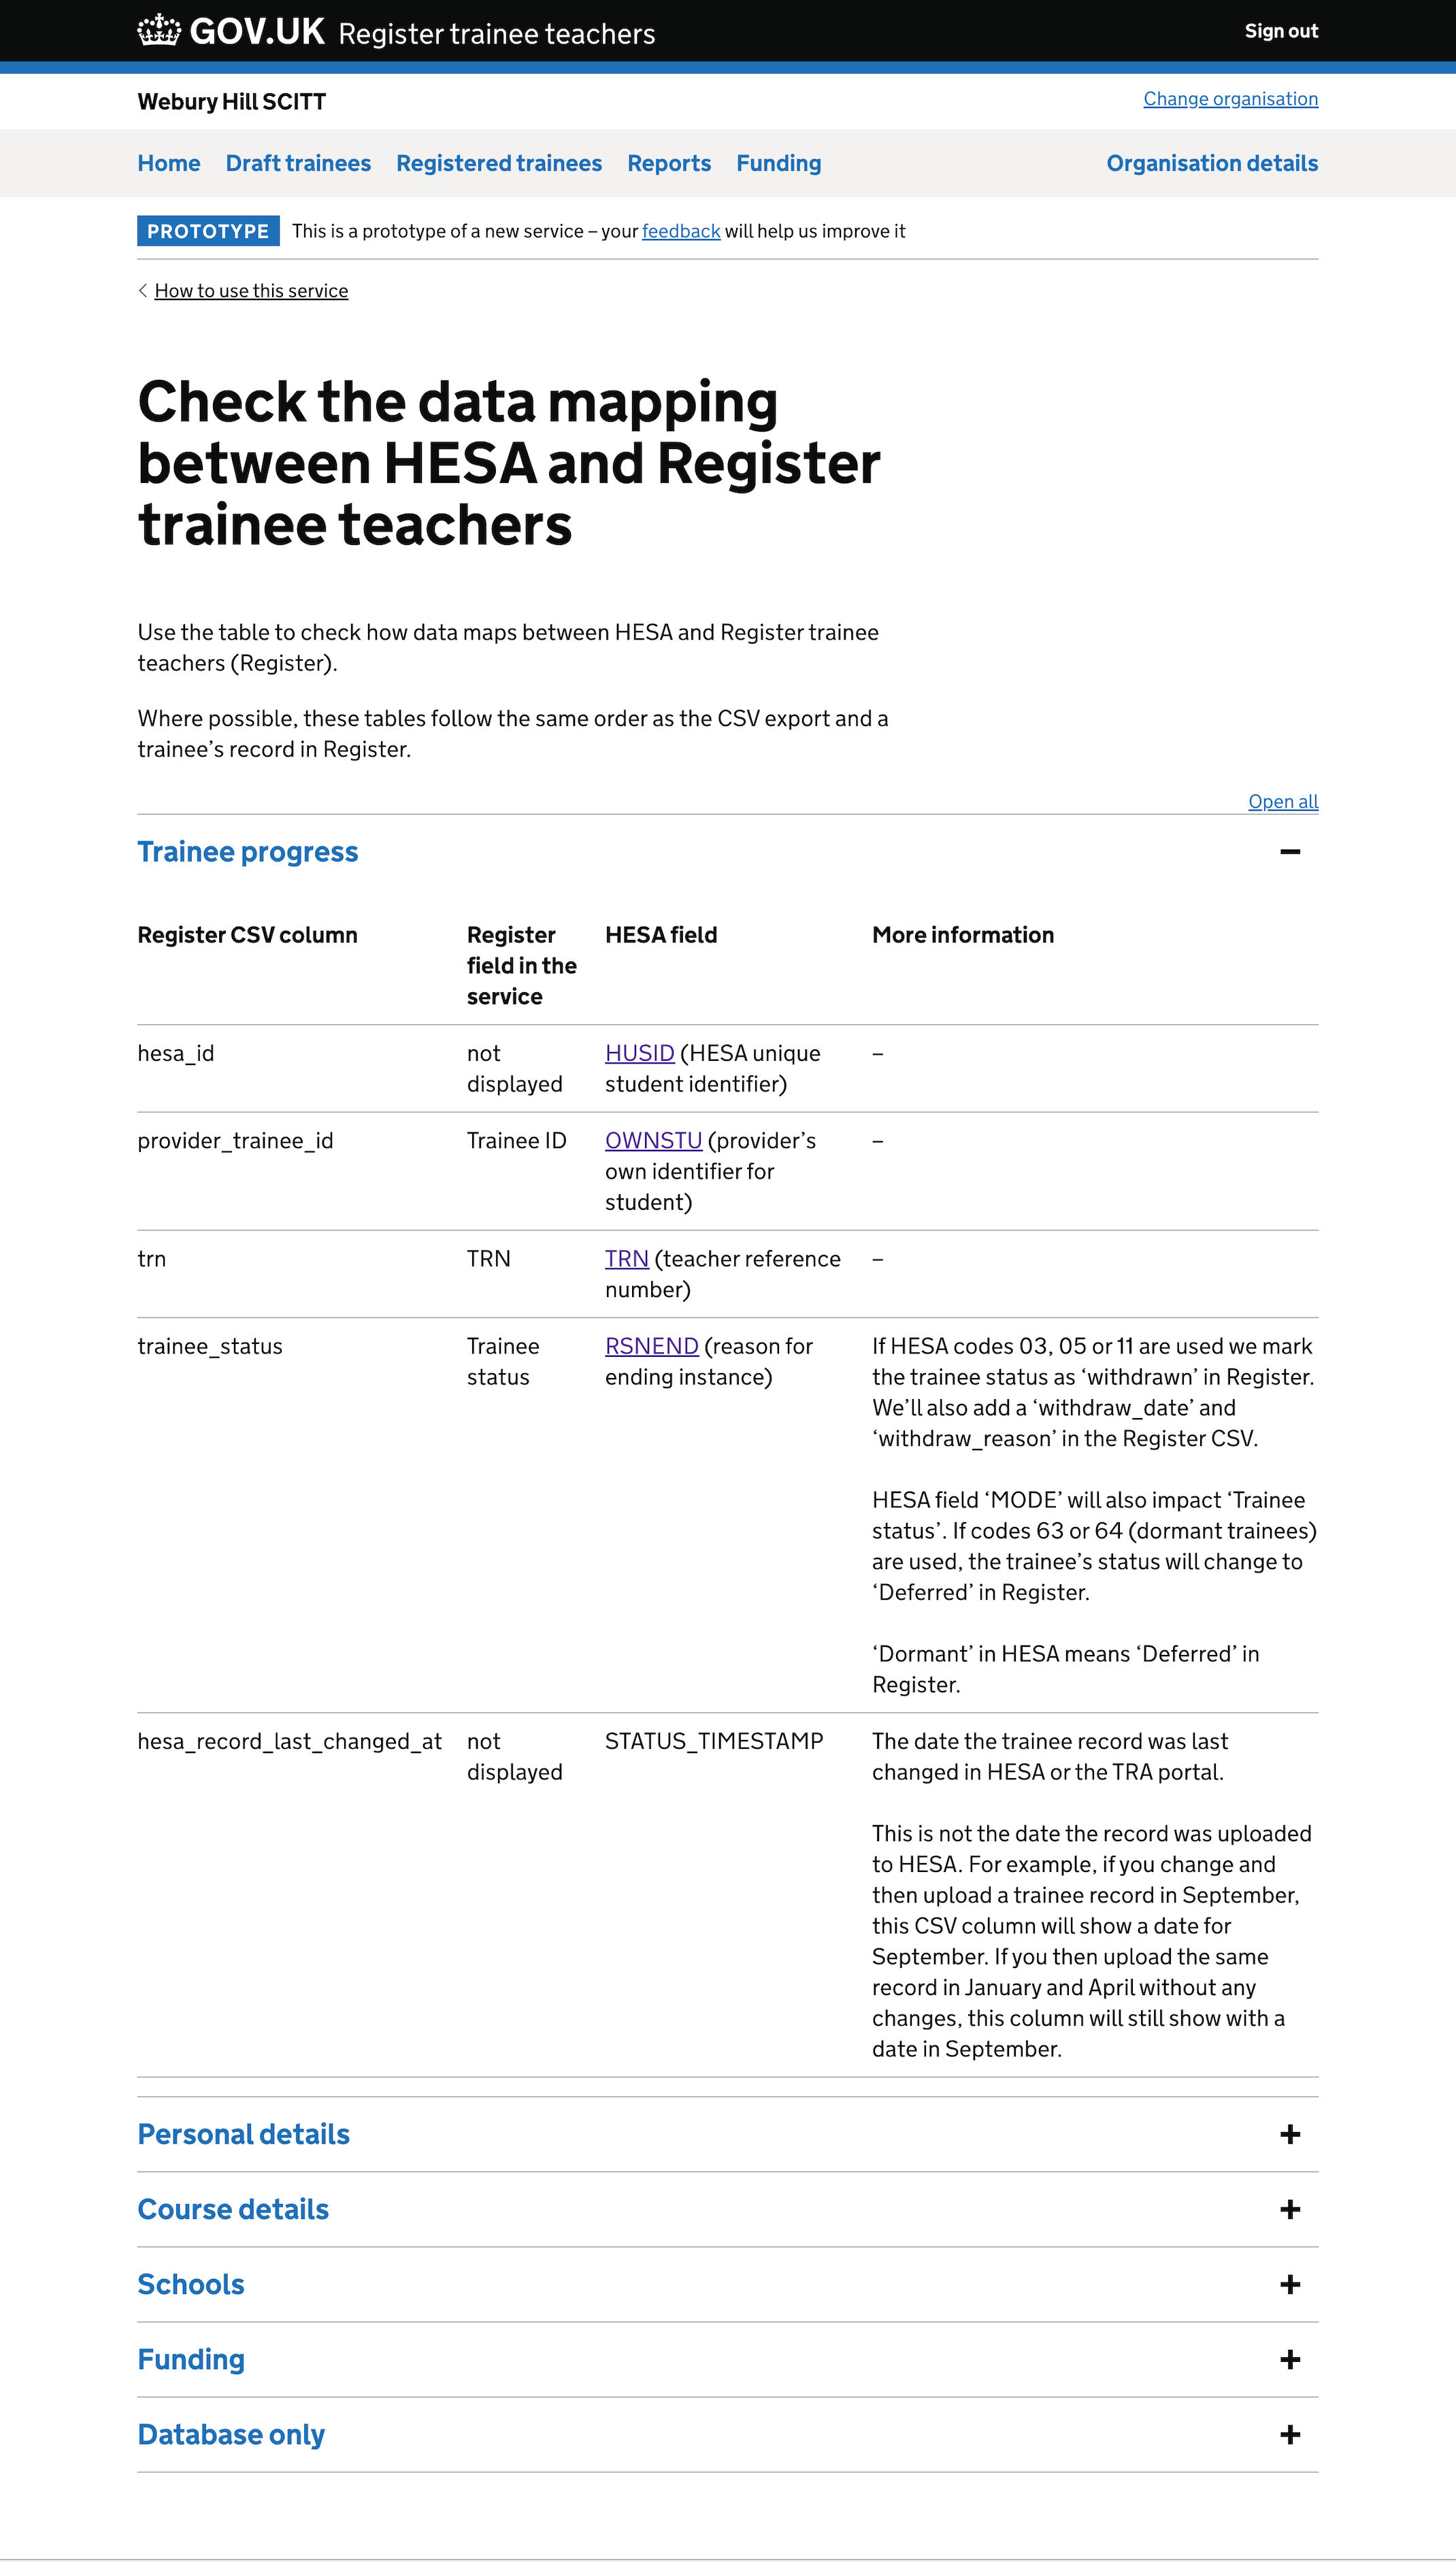 GOV.UK Register trainee teachers
Sign out
Webury Hill SCITT
Change organisation
Home Draft trainees Registered trainees Reports Funding Organisation details
PROTOTYPE This is a prototype of a new service – your feedback will help us improve it
How to use this service
Check the data mapping
between HESA and Register
trainee teachers
Use the table to check how data maps between HESA and Register trainee
teachers (Register).
Where possible, these tables follow the same order as the CSV export and a
trainee’s record in Register.
Open all
Trainee progress
Register CSV column
Register
field in the
service
HESA field
More information
hesa_id
not
displayed
HUSID (HESA unique
student identifier)
–
provider_trainee_id
Trainee ID
OWNSTU (provider’s
own identifier for
student)
–
trn
TRN
TRN (teacher reference
number)
–
trainee_status
Trainee
status
RSNEND (reason for
ending instance)
If HESA codes 03, 05 or 11 are used we mark
the trainee status as ‘withdrawn’ in Register.
We’ll also add a ‘withdraw_date’ and
‘withdraw_reason’ in the Register CSV.
HESA field ‘MODE’ will also impact ‘Trainee
status’. If codes 63 or 64 (dormant trainees)
are used, the trainee’s status will change to
‘Deferred’ in Register.
‘Dormant’ in HESA means ‘Deferred’ in
Register.
hesa_record_last_changed_at
not
displayed
STATUS_TIMESTAMP
The date the trainee record was last
changed in HESA or the TRA portal.
This is not the date the record was uploaded
to HESA. For example, if you change and
then upload a trainee record in September,
this CSV column will show a date for
September. If you then upload the same
record in January and April without any
changes, this column will still show with a
date in September.
Personal details
Course details
Schools
Funding
Database only